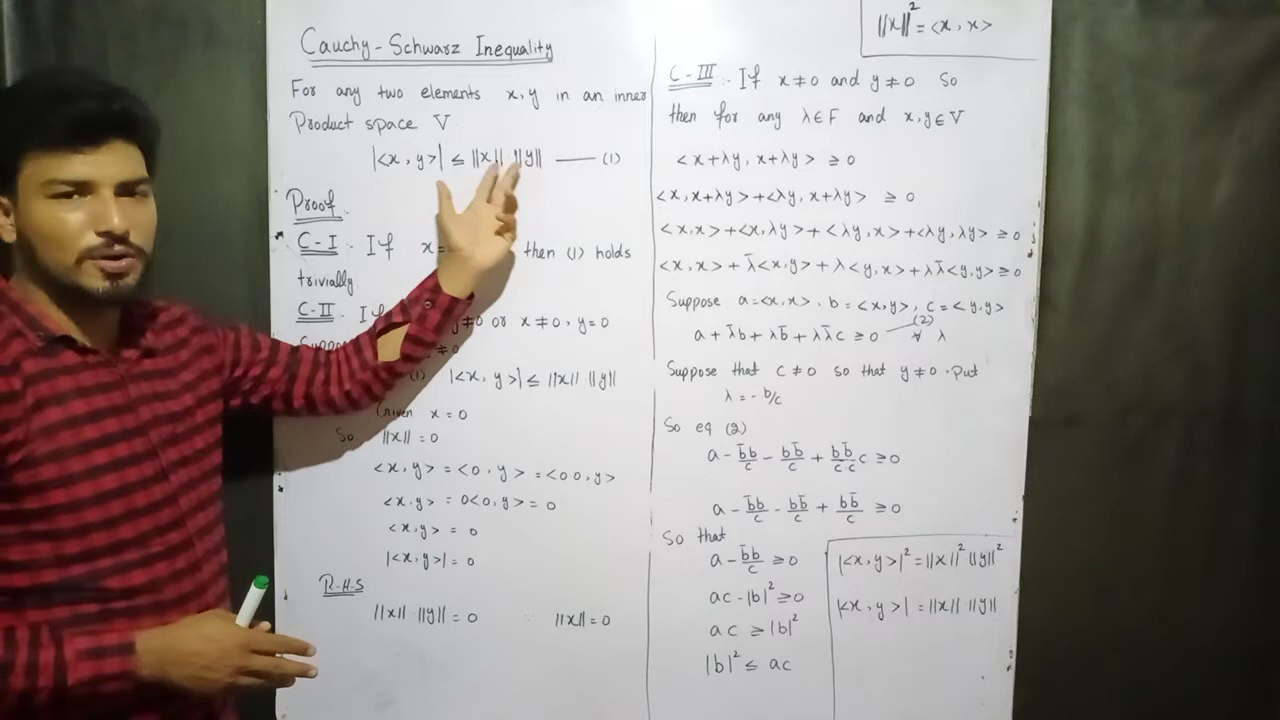 Cauchy-Schwarz Inequality
For any two elements x,y in an inner
Product space V
|<x, y>| ≤ ||x|| ||y|| —— (1)
Proof
C-I :- If x= then (1) holds
trivially
C-II :- If y≠0 or x≠0, y=0
≠0
(1) |<x, y>| ≤ ||x|| ||y||
Given x = 0
So ||x|| = 0
<x, y> = <0, y> = <0 0, y>
<x, y> = 0<0, y> = 0
<x, y> = 0
|<x, y>| = 0
R-H-S
||x|| ||y|| = 0 ||x|| = 0
||x||² = <x, x>
C-III :- If x≠0 and y≠0 So
then for any λ∈F and x,y∈V
<x+λy, x+λy> ≥ 0
<x, x+λy> + <λy, x+λy> ≥ 0
<x,x> + <x,λy> + <λy, x> + <λy, λy> ≥ 0
<x, x> + λ̄<x,y> + λ<y, x> + λλ̄<y,y> ≥ 0
Suppose a=<x,x>, b=<x,y>, c=<y,y>
a + λ̄b + λb̄ + λλ̄c ≥ 0 —— (2) ∀ λ
Suppose that c≠0 so that y≠0. Put
λ = - b/c
So eq (2)
a - b̄b/c - bb̄/c + bb̄/c c c ≥ 0
a - b̄b/c - bb̄/c + bb̄/c ≥ 0
So that
a - b̄b/c ≥ 0
ac - |b|² ≥ 0
ac ≥ |b|²
|b|² ≤ ac
|<x, y>|² = ||x||² ||y||²
|<x, y>| = ||x|| ||y||